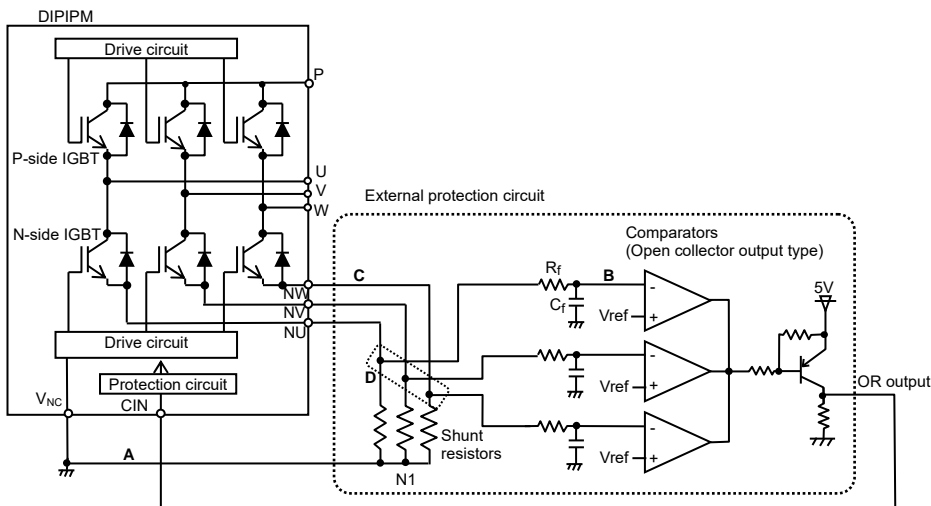 DIPIPM
Drive circuit
P
P-side IGBT
U
V
W
External protection circuit
N-side IGBT
Comparators
(Open collector output type)
C
Rf
B
Cf
-
Vref
+
5V
NW
NV
NU
Drive circuit
D
-
Vref
+
Protection circuit
OR output
VNC
CIN
-
Vref
+
Shunt
resistors
A
N1